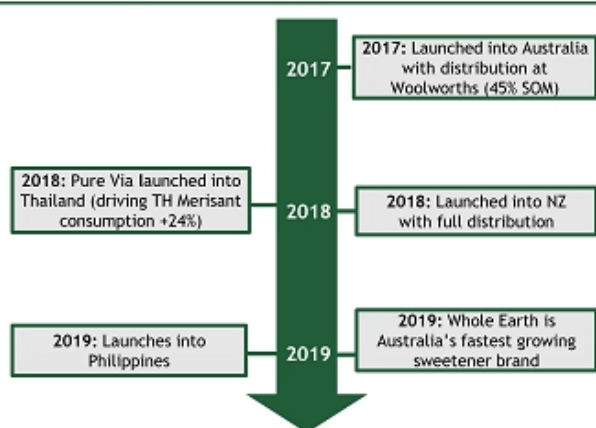 2017
2017: Launched into Australia
with distribution at
Woolworths (45% SOM)
2018: Pure Via launched into
Thailand (driving TH Merisant
consumption +24%)
2018
2018: Launched into NZ
with full distribution
2019: Launches into
Philippines
2019
2019: Whole Earth is
Australia's fastest growing
sweetener brand